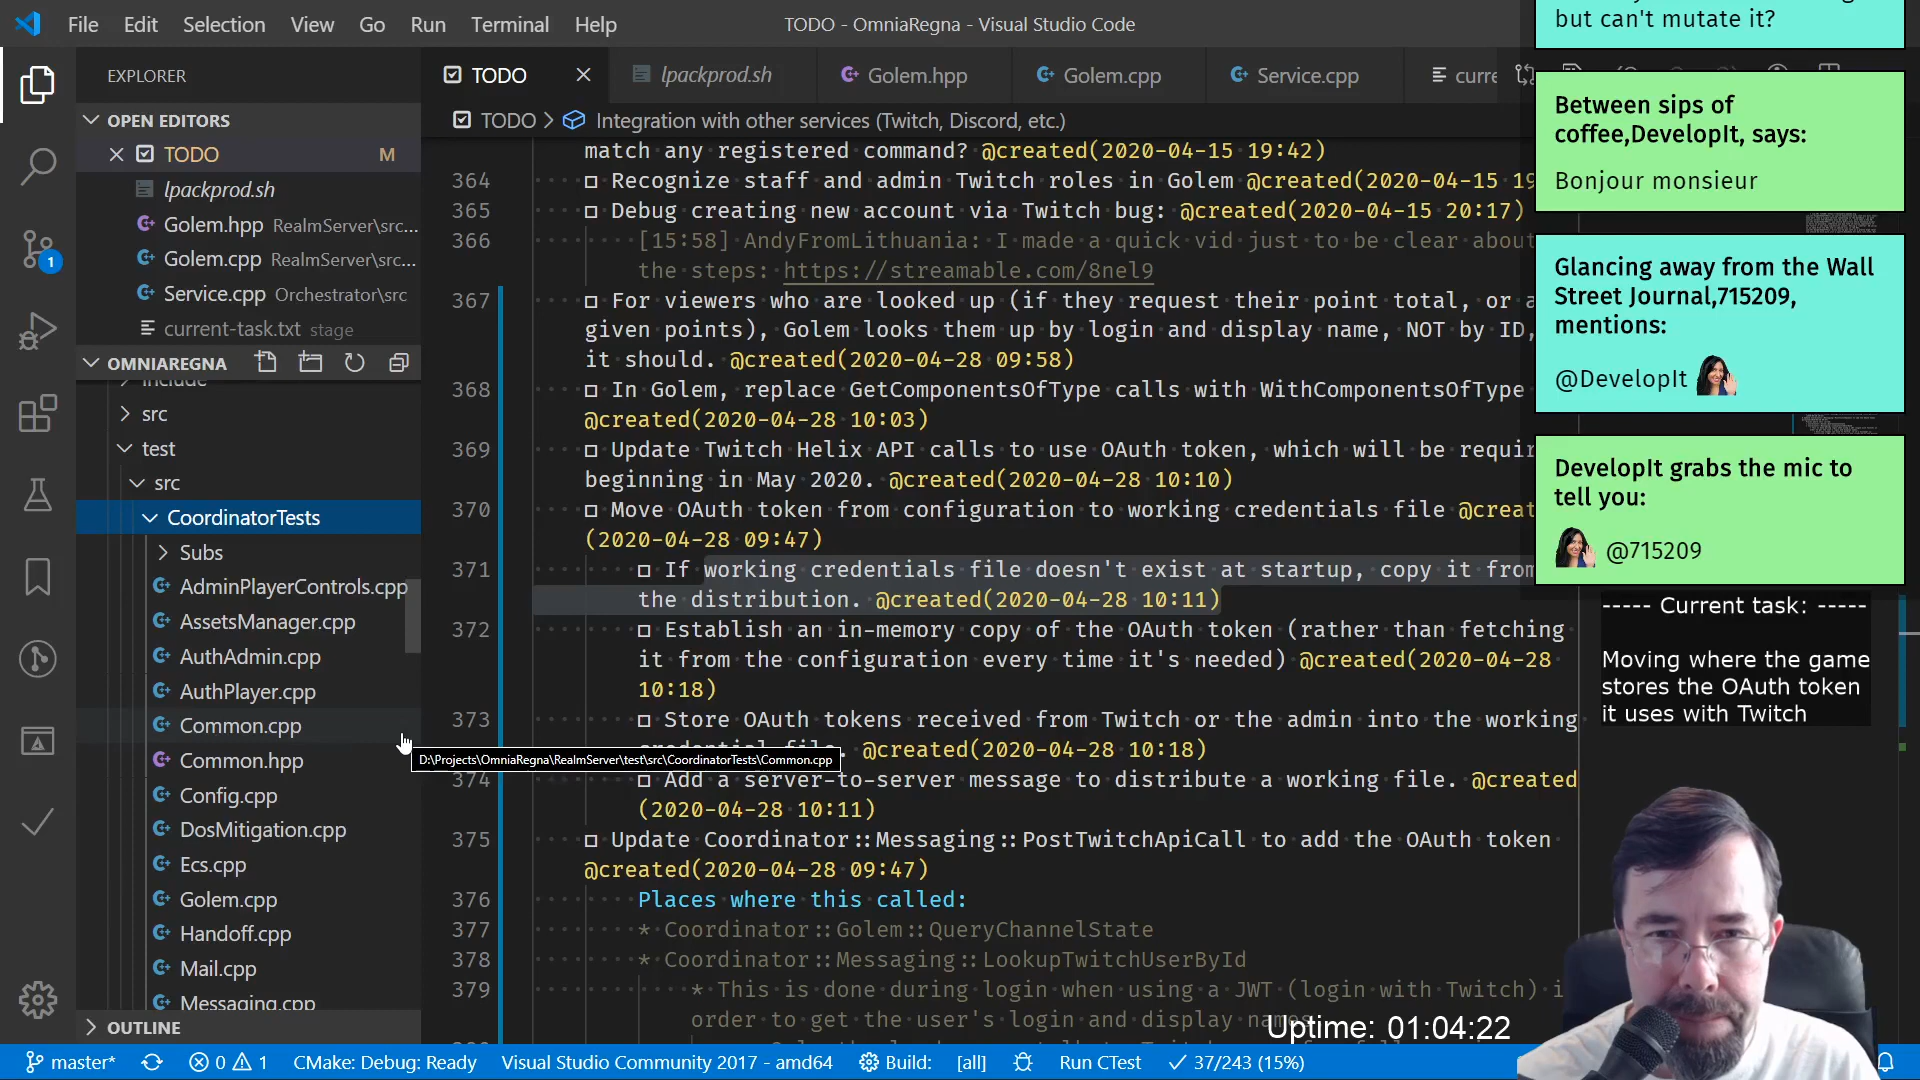 File Edit Selection View Go Run Terminal Help
TODO - OmniaRegna - Visual Studio Code
EXPLORER
OPEN EDITORS
TODO M
lpackprod.sh
Golem.hpp RealmServer\src...
Golem.cpp RealmServer\src...
Service.cpp Orchestrator\src
current-task.txt stage
OMNIAREGNA
include
src
test
src
CoordinatorTests
Subs
AdminPlayerControls.cpp
AssetsManager.cpp
AuthAdmin.cpp
AuthPlayer.cpp
Common.cpp
Common.hpp
Config.cpp
DosMitigation.cpp
Ecs.cpp
Golem.cpp
Handoff.cpp
Mail.cpp
Messaging.cpp
OUTLINE
1
TODO lpackprod.sh Golem.hpp Golem.cpp Service.cpp curre
TODO > Integration with other services (Twitch, Discord, etc.)
match any registered command? @created(2020-04-15 19:42)
364 Recognize staff and admin Twitch roles in Golem @created(2020-04-15 19
365 Debug creating new account via Twitch bug: @created(2020-04-15 20:17)
366 [15:58] AndyFromLithuania: I made a quick vid just to be clear about
the steps: https://streamable.com/8nel9
367 For viewers who are looked up (if they request their point total, or a
given points), Golem looks them up by login and display name, NOT by ID,
it should. @created(2020-04-28 09:58)
368 In Golem, replace GetComponentsOfType calls with WithComponentsOfType
@created(2020-04-28 10:03)
369 Update Twitch Helix API calls to use OAuth token, which will be requir
beginning in May 2020. @created(2020-04-28 10:10)
370 Move OAuth token from configuration to working credentials file @creat
(2020-04-28 09:47)
371 If working credentials file doesn't exist at startup, copy it from
the distribution. @created(2020-04-28 10:11)
372 Establish an in-memory copy of the OAuth token (rather than fetching
it from the configuration every time it's needed) @created(2020-04-28
10:18)
373 Store OAuth tokens received from Twitch or the admin into the working
credential file. @created(2020-04-28 10:18)
D:\Projects\OmniaRegna\RealmServer\test\src\CoordinatorTests\Common.cpp
374 Add a server-to-server message to distribute a working file. @created
(2020-04-28 10:11)
375 Update Coordinator::Messaging::PostTwitchApiCall to add the OAuth token
@created(2020-04-28 09:47)
376 Places where this called:
377 * Coordinator::Golem::QueryChannelState
378 * Coordinator::Messaging::LookupTwitchUserById
379 * This is done during login when using a JWT (login with Twitch) i
order to get the user's login and display names
but can't mutate it?
Between sips of
coffee,DevelopIt, says:
Bonjour monsieur
Glancing away from the Wall
Street Journal,715209,
mentions:
@DevelopIt
DevelopIt grabs the mic to
tell you:
@715209
----- Current task: -----
Moving where the game
stores the OAuth token
it uses with Twitch
Uptime: 01:04:22
master* 0 1 CMake: Debug: Ready Visual Studio Community 2017 - amd64 Build: [all] Run CTest 37/243 (15%)